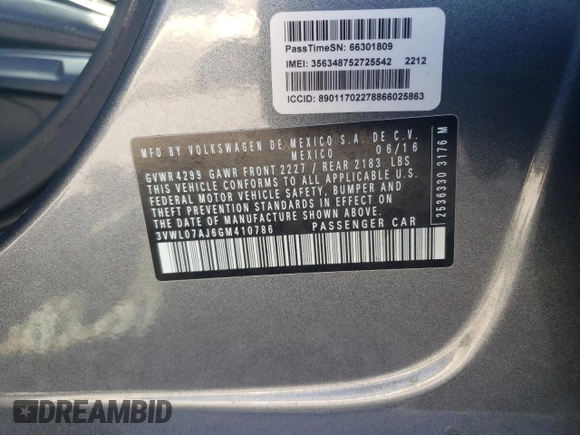 PassTimeSN: 66301809
IMEI: 356348752725542 2212
ICCID: 89011702278866025863
MFD BY VOLKSWAGEN DE MEXICO S.A. DE C.V.
MEXICO 06/16
GVWR 4299 GAWR FRONT 2227 / REAR 2183 LBS
THIS VEHICLE CONFORMS TO ALL APPLICABLE U.S.
FEDERAL MOTOR VEHICLE SAFETY, BUMPER AND
THEFT PREVENTION STANDARDS IN EFFECT ON
THE DATE OF MANUFACTURE SHOWN ABOVE.
3VWL07AJ6GM410786 PASSENGER CAR
2536330 3176 M
DREAMBID